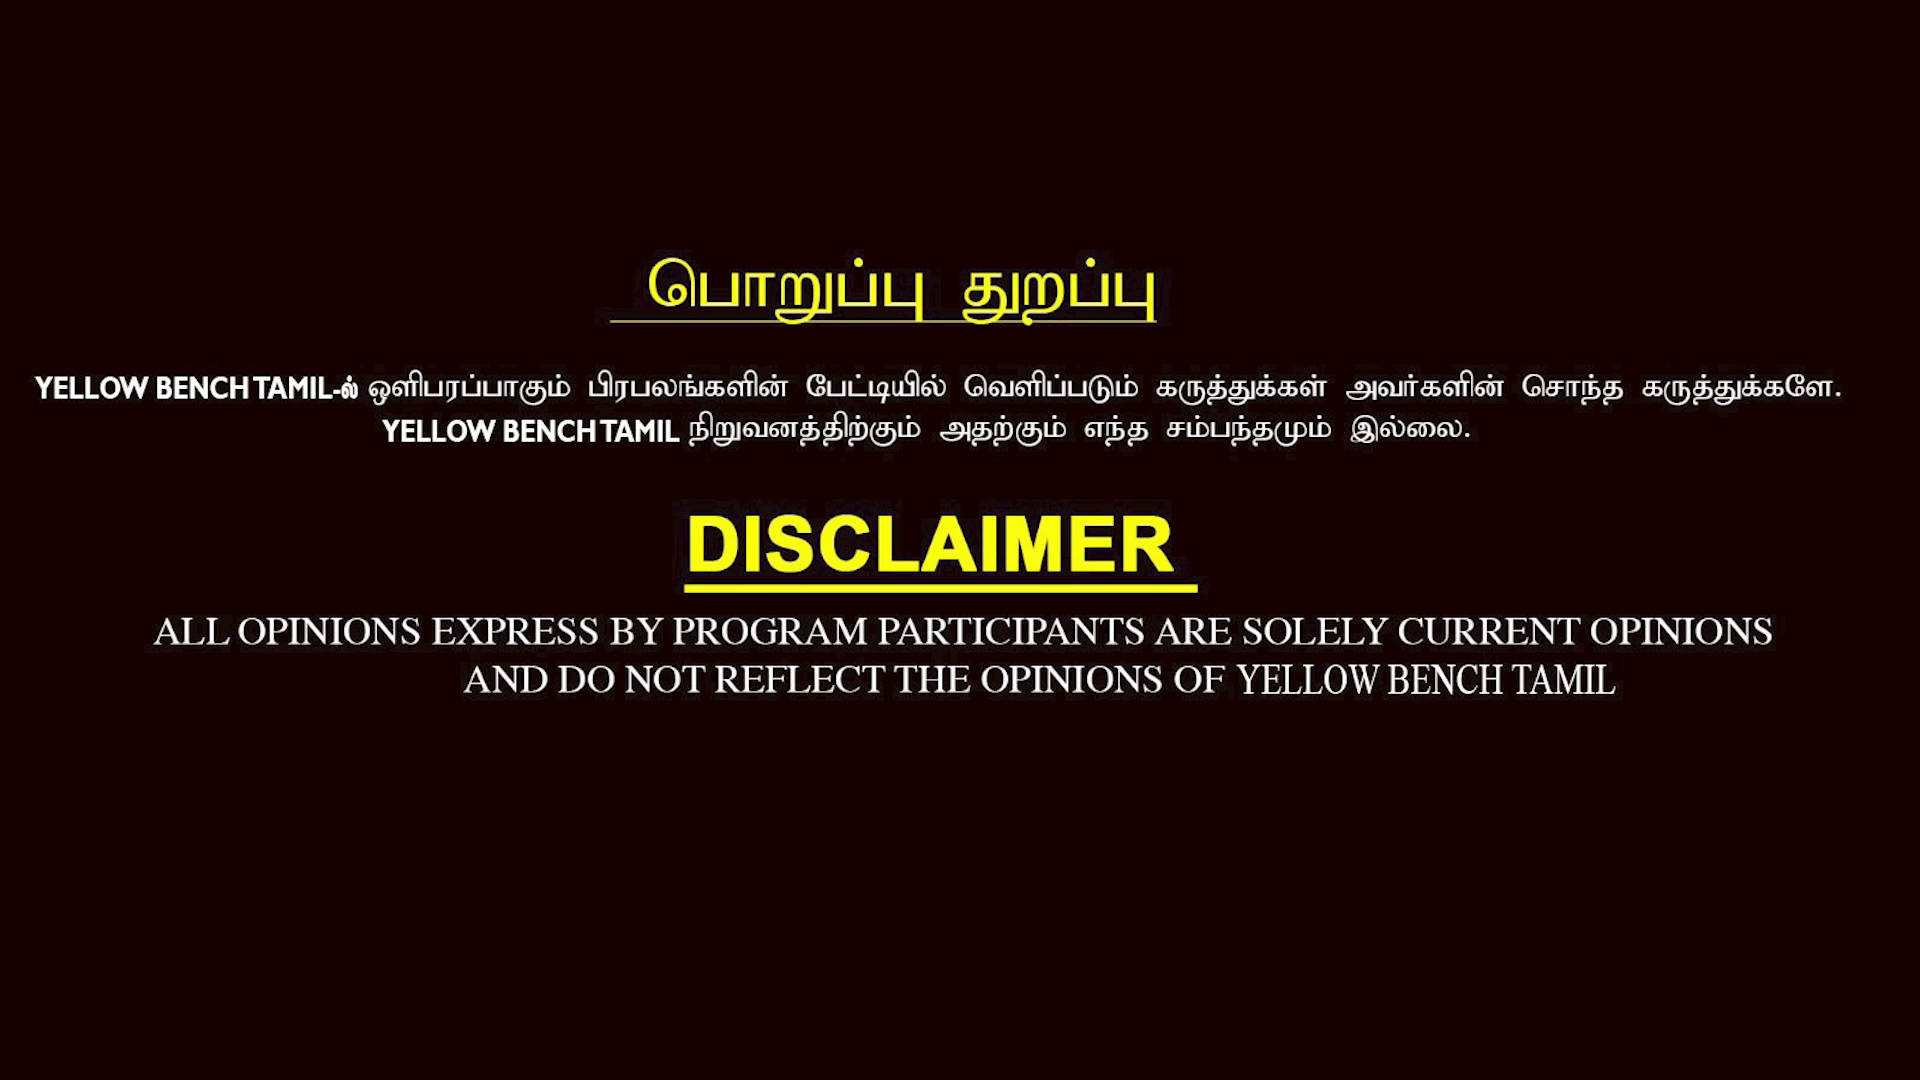 பொறுப்பு துறப்பு
YELLOW BENCH TAMIL-ல் ஒளிபரப்பாகும் பிரபலங்களின் பேட்டியில் வெளிப்படும் கருத்துக்கள் அவர்களின் சொந்த கருத்துக்களே.
YELLOW BENCH TAMIL நிறுவனத்திற்கும் அதற்கும் எந்த சம்பந்தமும் இல்லை.
DISCLAIMER
ALL OPINIONS EXPRESS BY PROGRAM PARTICIPANTS ARE SOLELY CURRENT OPINIONS
AND DO NOT REFLECT THE OPINIONS OF YELLOW BENCH TAMIL